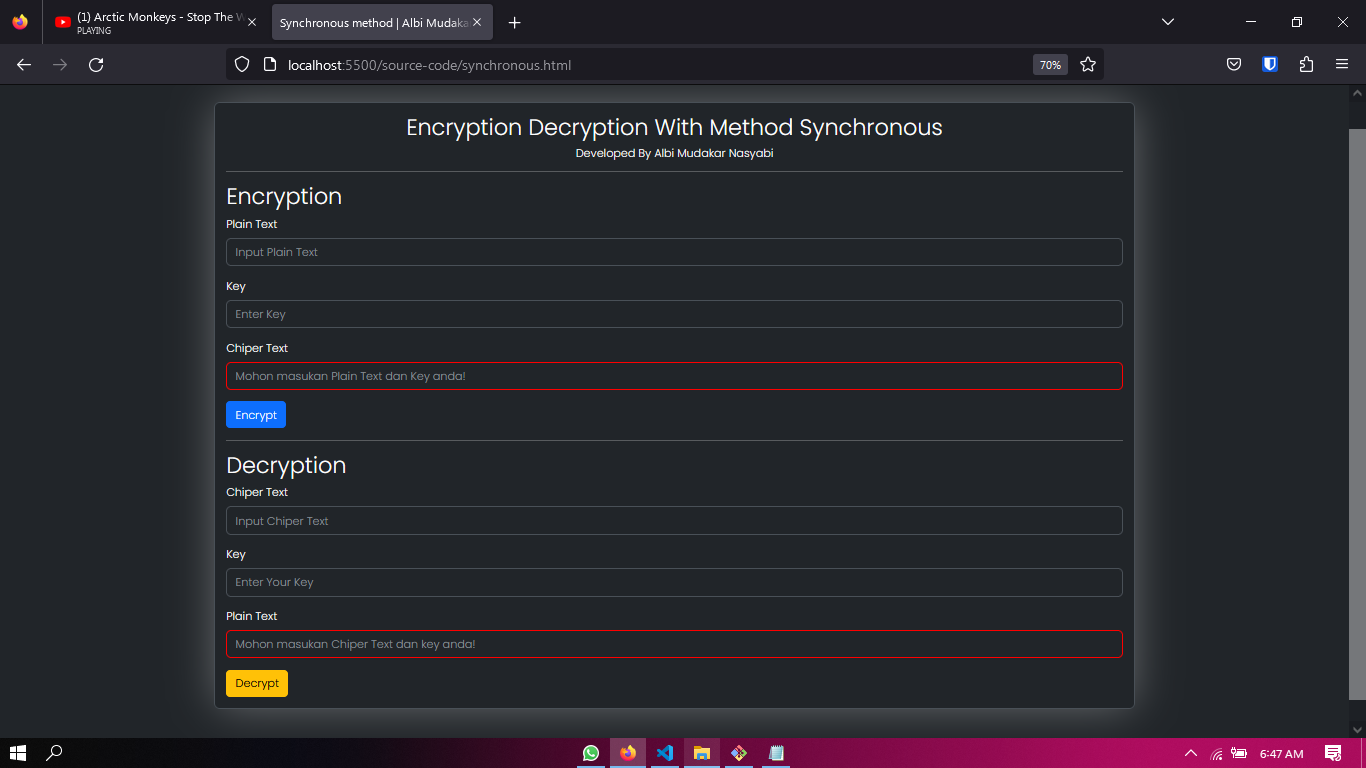 (1) Arctic Monkeys - Stop The W
PLAYING
Synchronous method | Albi Mudaka
localhost:5500/source-code/synchronous.html
70%
Encryption Decryption With Method Synchronous
Developed By Albi Mudakar Nasyabi
Encryption
Plain Text
Input Plain Text
Key
Enter Key
Chiper Text
Mohon masukan Plain Text dan Key anda!
Encrypt
Decryption
Chiper Text
Input Chiper Text
Key
Enter Your Key
Plain Text
Mohon masukan Chiper Text dan key anda!
Decrypt
6:47 AM